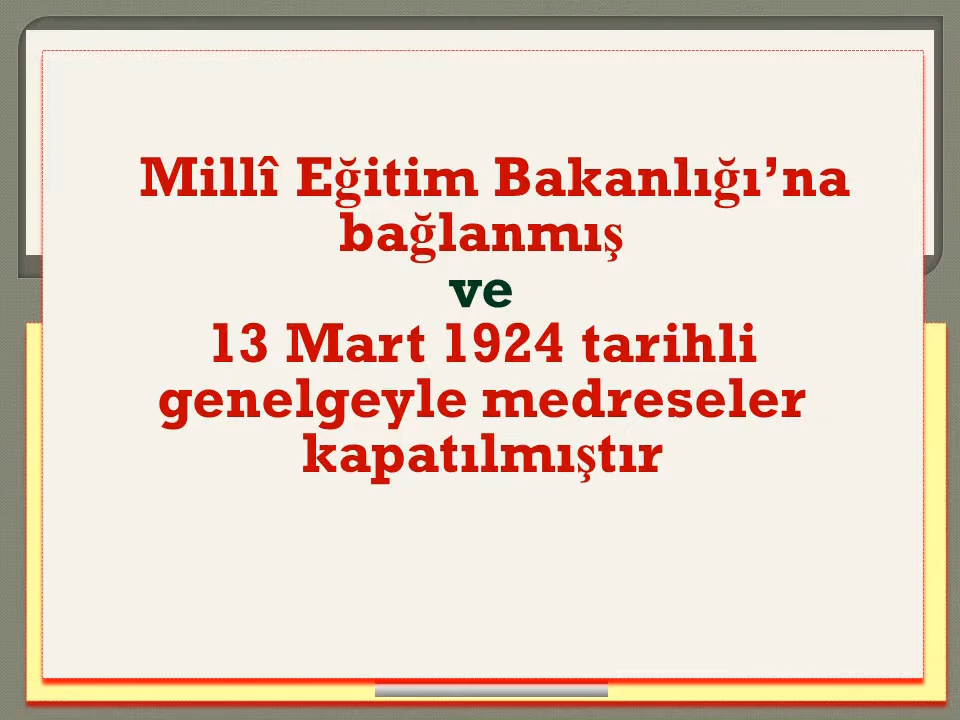 Millî Eğitim Bakanlığı’na
bağlanmış
ve
13 Mart 1924 tarihli
genelgeyle medreseler
kapatılmıştır